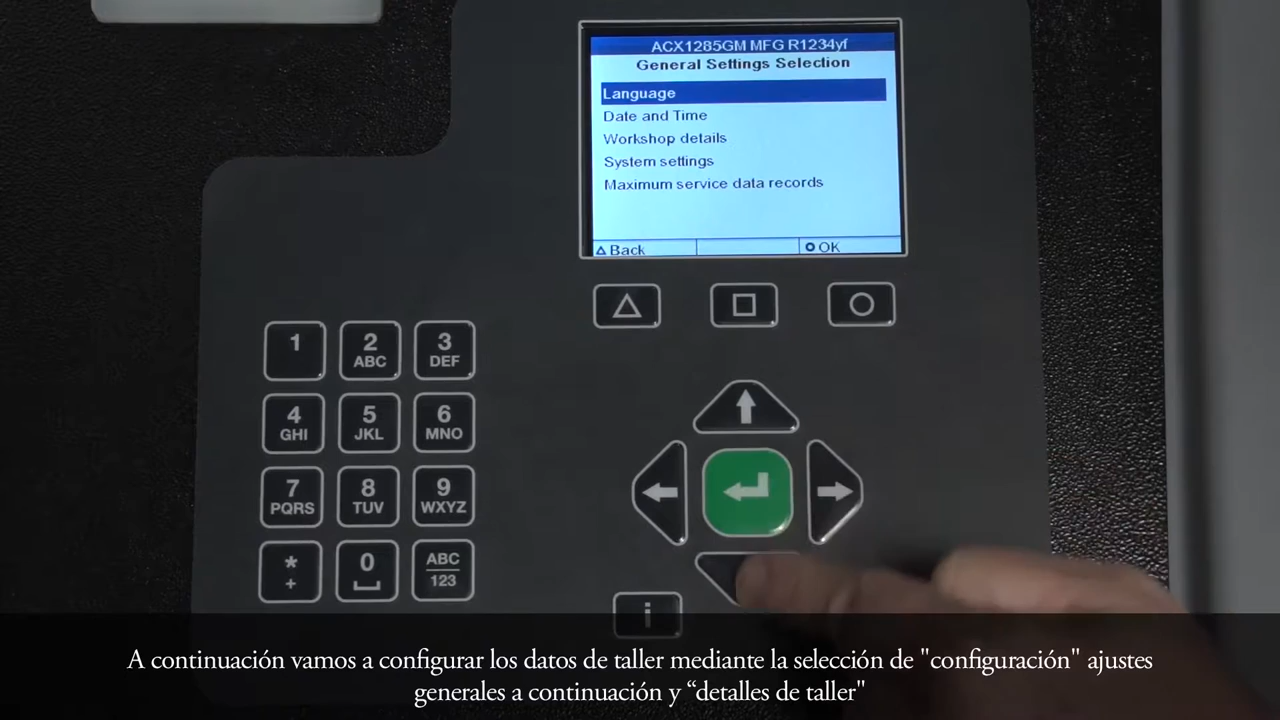 ACX1285GM MFG R1234yf
General Settings Selection
Language
Date and Time
Workshop details
System settings
Maximum service data records
Back
OK
1
2
ABC
3
DEF
4
GHI
5
JKL
6
MNO
7
PQRS
8
TUV
9
WXYZ
*
+
0
ABC
123
i
A continuación vamos a configurar los datos de taller mediante la selección de "configuración" ajustes
generales a continuación y “detalles de taller"